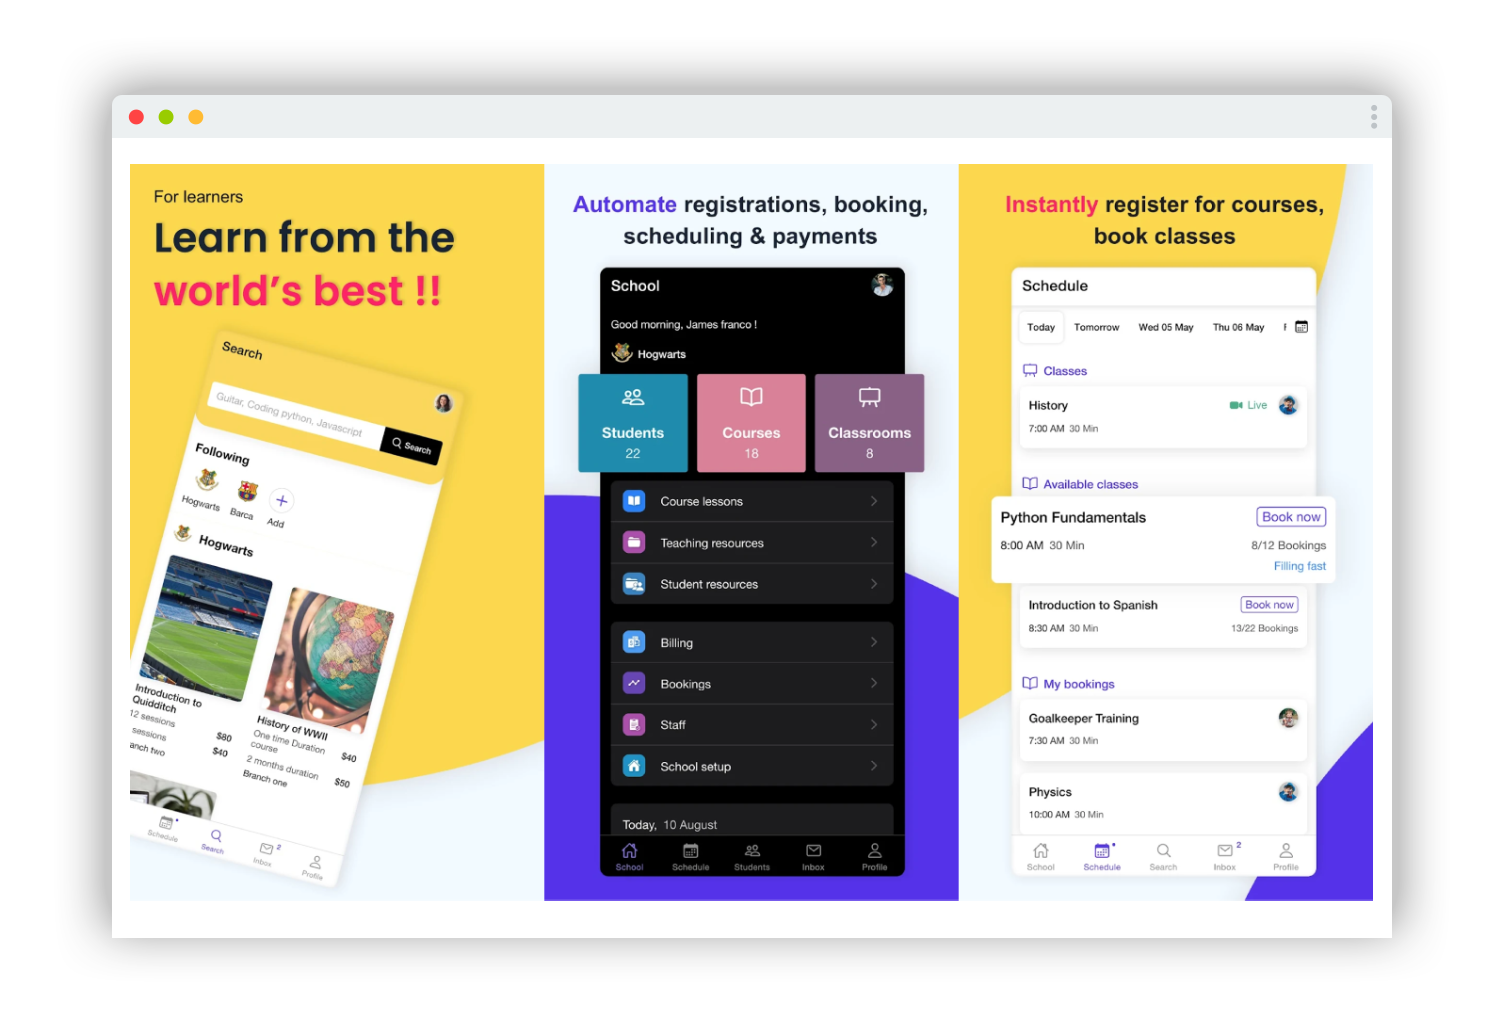 For learners
Learn from the
world's best !!
Search
Guitar, Coding python, Javascript
Search
Following
Hogwarts
Barca
Add
Hogwarts
Introduction to
Quidditch
12 sessions
$80
sessions
$40
anch two
History of WWII
One time Duration
course
$40
2 months duration
$50
Branch one
Schedule
Search
Inbox
2
Profile
Automate registrations, booking,
scheduling & payments
School
Good morning, James franco !
Hogwarts
Students
22
Courses
18
Classrooms
8
Course lessons
Teaching resources
Student resources
Billing
Bookings
Staff
School setup
Today, 10 August
School
Schedule
Students
Inbox
Profile
Instantly register for courses,
book classes
Schedule
Today
Tomorrow
Wed 05 May
Thu 06 May
Classes
History
Live
7:00 AM 30 Min
Available classes
Python Fundamentals
Book now
8:00 AM 30 Min
8/12 Bookings
Filling fast
Introduction to Spanish
Book now
8:30 AM 30 Min
13/22 Bookings
My bookings
Goalkeeper Training
7:30 AM 30 Min
Physics
10:00 AM 30 Min
School
Schedule
Search
Inbox
2
Profile